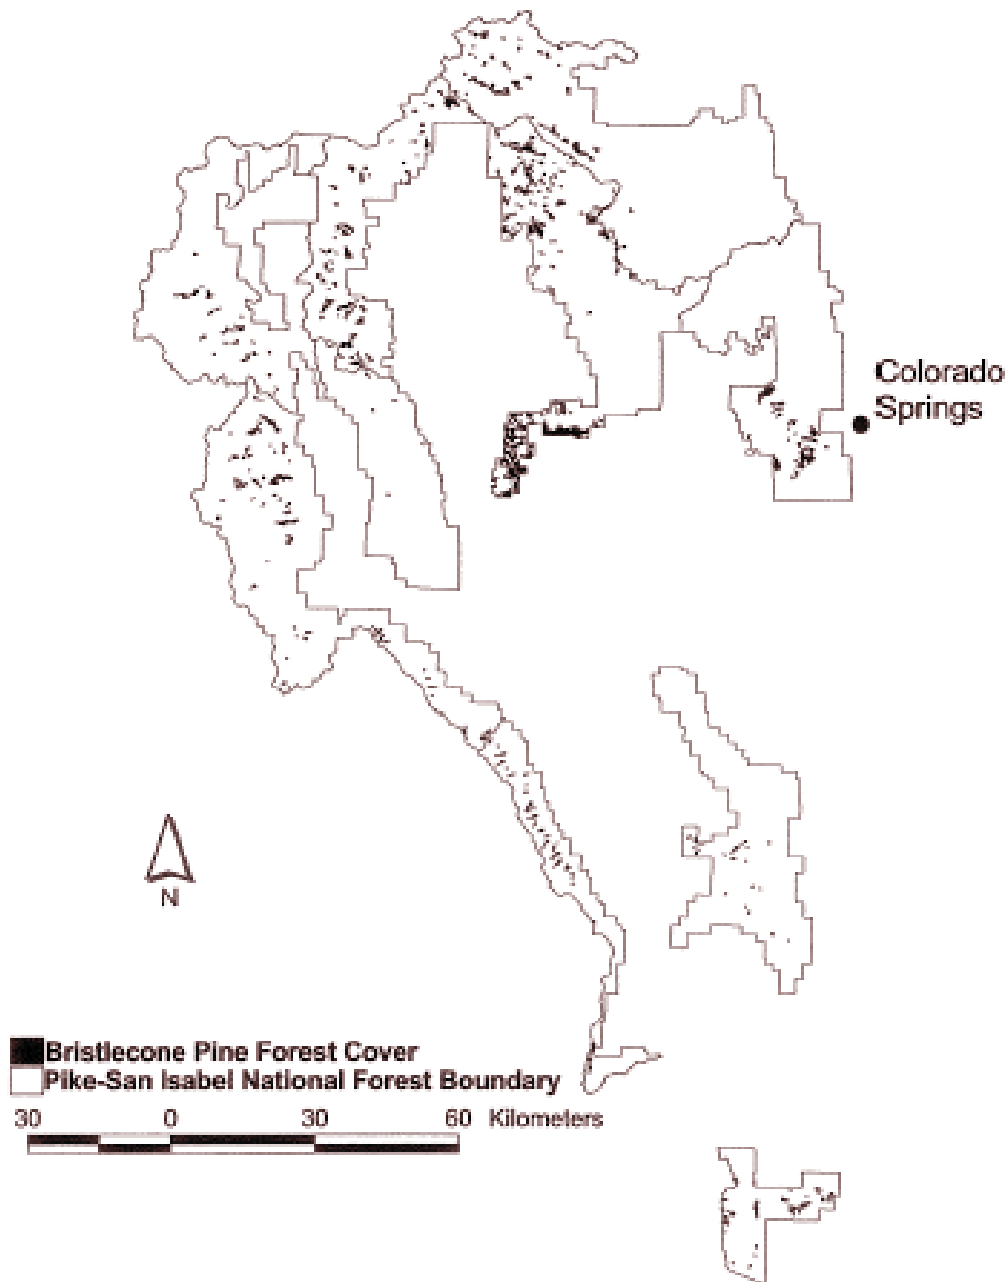 Colorado
Springs
N
Bristlecone Pine Forest Cover
Pike-San Isabel National Forest Boundary
30 0 30 60 Kilometers